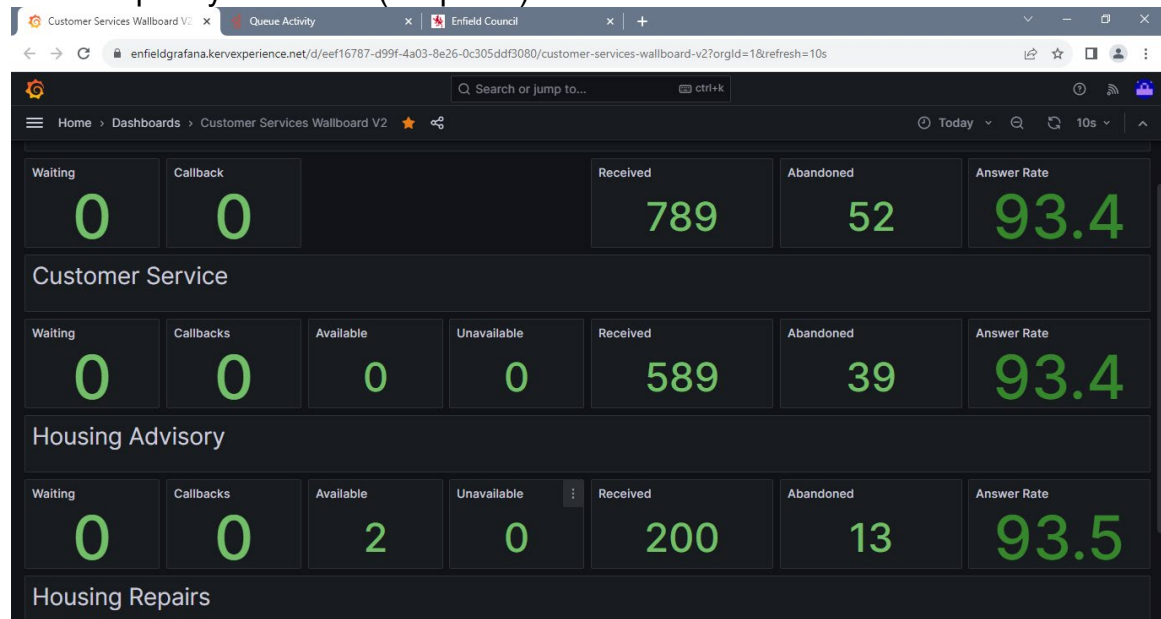 Customer Services Wallboard V2
Queue Activity
Enfield Council
enfieldgrafana.kervexperience.net/d/eef16787-d99f-4a03-8e26-0c305ddf3080/customer-services-wallboard-v2?orgId=1&refresh=10s
Search or jump to... ctrl+k
Home › Dashboards › Customer Services Wallboard V2 Today 10s
Waiting Callback Received Abandoned Answer Rate
0 0 789 52 93.4
Customer Service
Waiting Callbacks Available Unavailable Received Abandoned Answer Rate
0 0 0 0 589 39 93.4
Housing Advisory
Waiting Callbacks Available Unavailable Received Abandoned Answer Rate
0 0 2 0 200 13 93.5
Housing Repairs